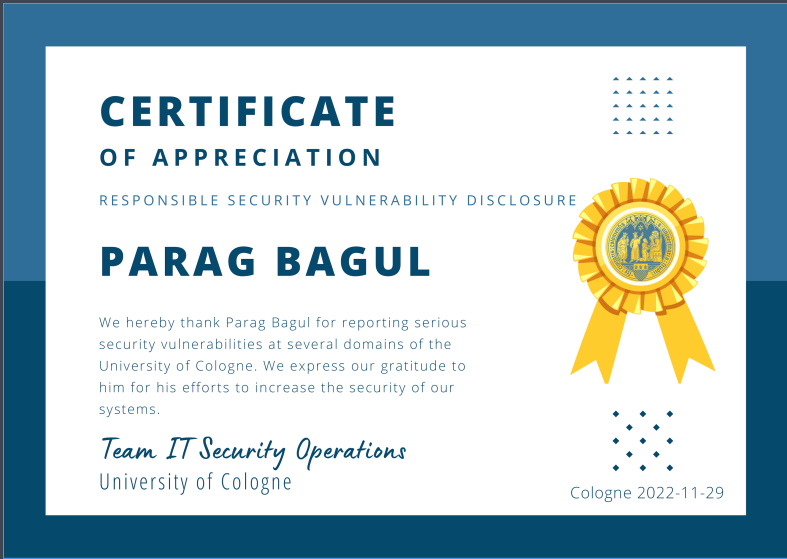 CERTIFICATE
OF APPRECIATION
RESPONSIBLE SECURITY VULNERABILITY DISCLOSURE
PARAG BAGUL
We hereby thank Parag Bagul for reporting serious
security vulnerabilities at several domains of the
University of Cologne. We express our gratitude to
him for his efforts to increase the security of our
systems.
Team IT Security Operations
University of Cologne
Cologne 2022-11-29